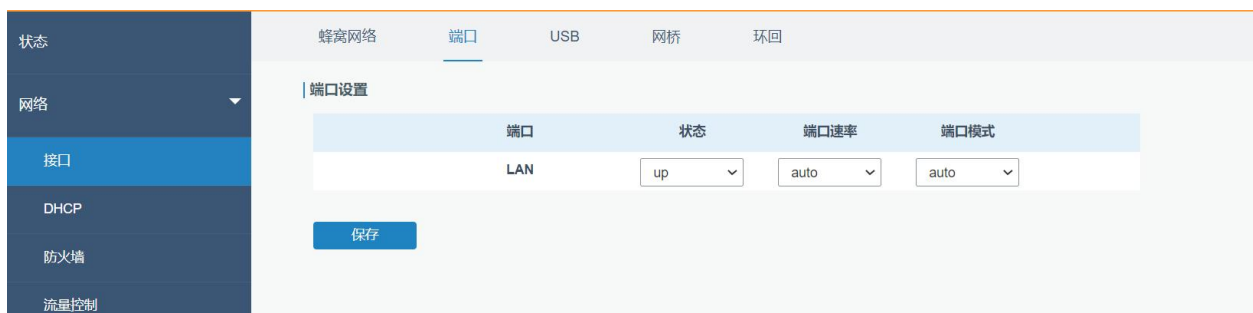 状态
网络
接口
DHCP
防火墙
流量控制
蜂窝网络 端口 USB 网桥 环回
端口设置
端口 状态 端口速率 端口模式
LAN up auto auto
保存